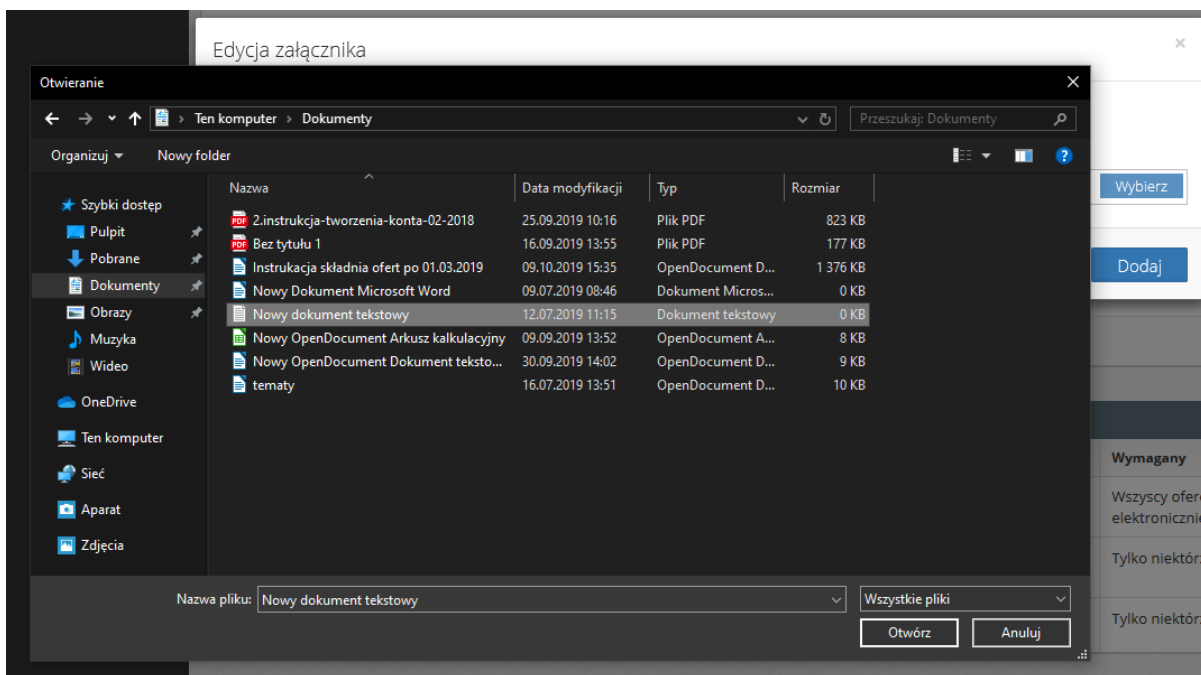 Edycja załącznika
×
Otwieranie
Ten komputer > Dokumenty
Przeszukaj: Dokumenty
Organizuj Nowy folder
Nazwa Data modyfikacji Typ Rozmiar
Wybierz
Szybki dostęp
Pulpit
Pobrane
Dokumenty
Obrazy
Muzyka
Wideo
OneDrive
Ten komputer
Sieć
Aparat
Zdjęcia
PDF 2.instrukcja-tworzenia-konta-02-2018 25.09.2019 10:16 Plik PDF 823 KB
PDF Bez tytułu 1 16.09.2019 13:55 Plik PDF 177 KB
Instrukacja składnia ofert po 01.03.2019 09.10.2019 15:35 OpenDocument D... 1 376 KB
Nowy Dokument Microsoft Word 09.07.2019 08:46 Dokument Micros... 0 KB
Nowy dokument tekstowy 12.07.2019 11:15 Dokument tekstowy 0 KB
Nowy OpenDocument Arkusz kalkulacyjny 09.09.2019 13:52 OpenDocument A... 8 KB
Nowy OpenDocument Dokument teksto... 30.09.2019 14:02 OpenDocument D... 9 KB
tematy 16.07.2019 13:51 OpenDocument D... 10 KB
Dodaj
Wymagany
Wszyscy ofer
elektroniczni
Tylko niektór
Tylko niektór
Nazwa pliku: Nowy dokument tekstowy Wszystkie pliki
Otwórz Anuluj